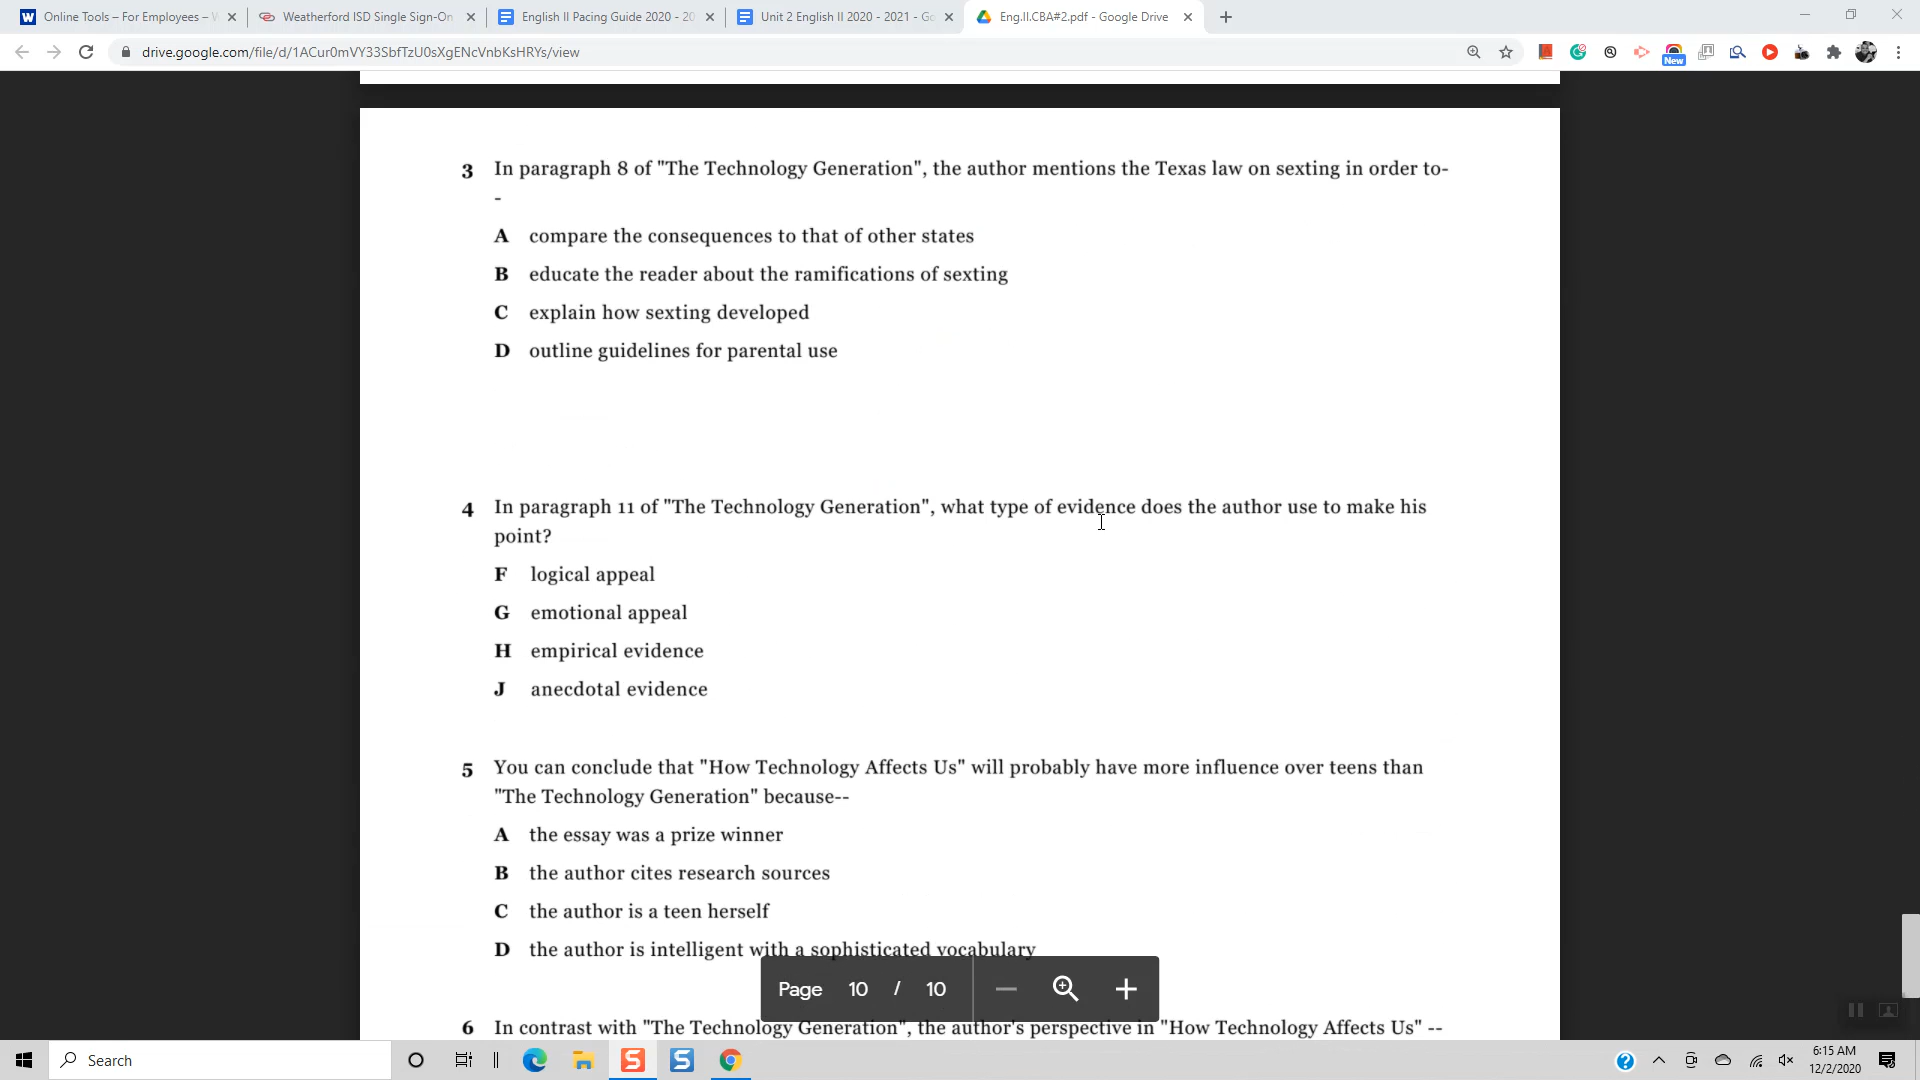 Online Tools – For Employees – W
Weatherford ISD Single Sign-On
English II Pacing Guide 2020 - 20
Unit 2 English II 2020 - 2021 - Go
Eng.II.CBA#2.pdf - Google Drive
drive.google.com/file/d/1ACur0mVY33SbfTzU0sXgENcVnbKsHRYs/view
New
3 In paragraph 8 of "The Technology Generation", the author mentions the Texas law on sexting in order to-
-
A compare the consequences to that of other states
B educate the reader about the ramifications of sexting
C explain how sexting developed
D outline guidelines for parental use
4 In paragraph 11 of "The Technology Generation", what type of evidence does the author use to make his
point?
F logical appeal
G emotional appeal
H empirical evidence
J anecdotal evidence
5 You can conclude that "How Technology Affects Us" will probably have more influence over teens than
"The Technology Generation" because--
A the essay was a prize winner
B the author cites research sources
C the author is a teen herself
D the author is intelligent with a sophisticated vocabulary
Page 10 / 10
6 In contrast with "The Technology Generation", the author's perspective in "How Technology Affects Us" --
Search
6:15 AM
12/2/2020